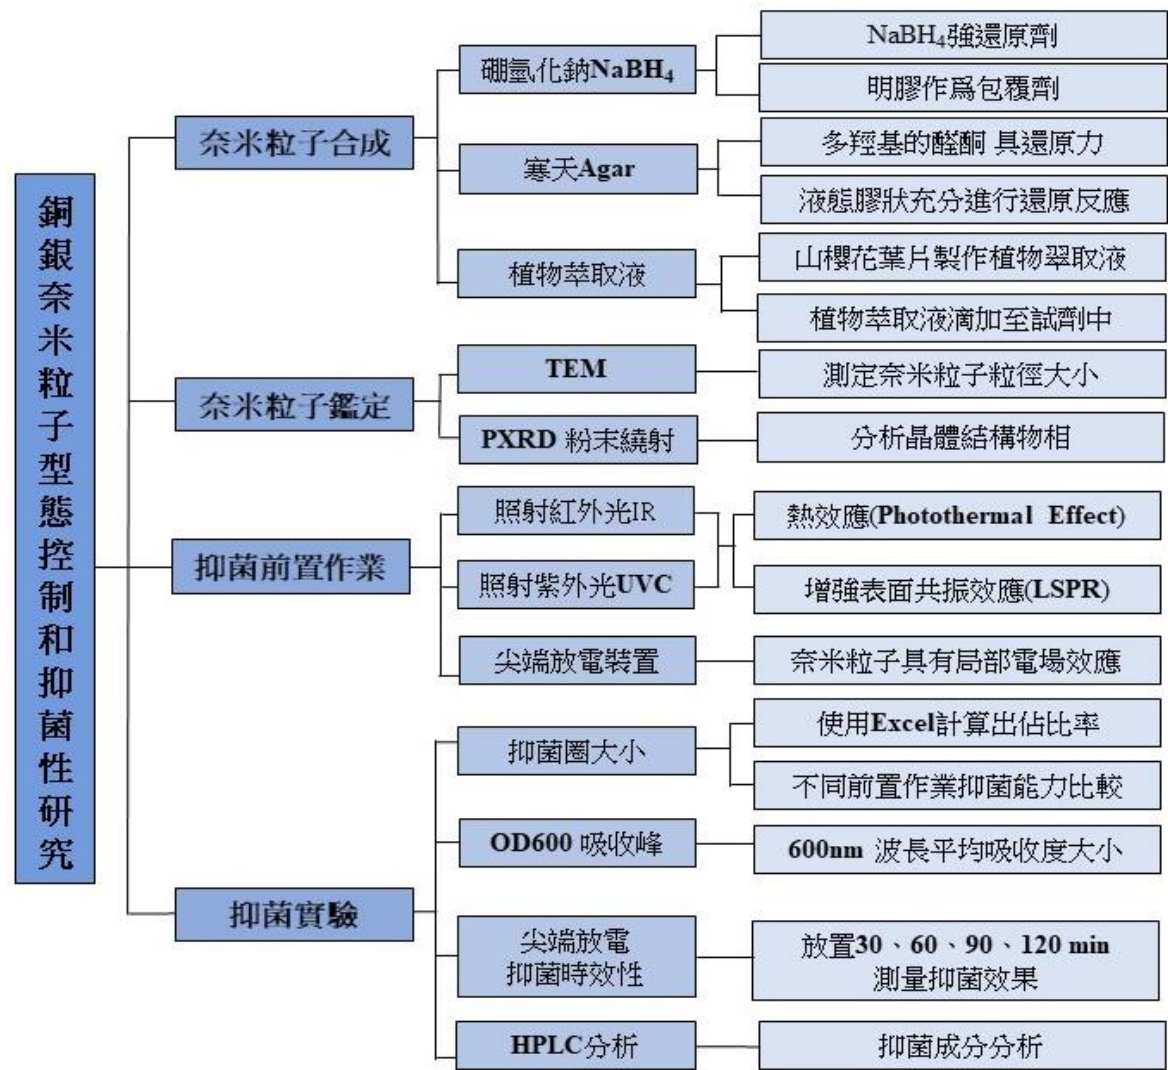 銅銀奈米粒子型態控制和抑菌性研究
奈米粒子合成
硼氫化鈉NaBH₄
NaBH₄強還原劑
明膠作爲包覆劑
寒天Agar
多羥基的醛酮 具還原力
液態膠狀充分進行還原反應
植物萃取液
山櫻花葉片製作植物翠取液
植物萃取液滴加至試劑中
奈米粒子鑑定
TEM
測定奈米粒子粒徑大小
PXRD 粉末繞射
分析晶體結構物相
抑菌前置作業
照射紅外光IR
照射紫外光UVC
熱效應(Photothermal Effect)
增強表面共振效應(LSPR)
尖端放電裝置
奈米粒子具有局部電場效應
抑菌實驗
抑菌圈大小
使用Excel計算出佔比率
不同前置作業抑菌能力比較
OD600 吸收峰
600nm 波長平均吸收度大小
尖端放電
抑菌時效性
放置30、60、90、120 min
測量抑菌效果
HPLC分析
抑菌成分分析